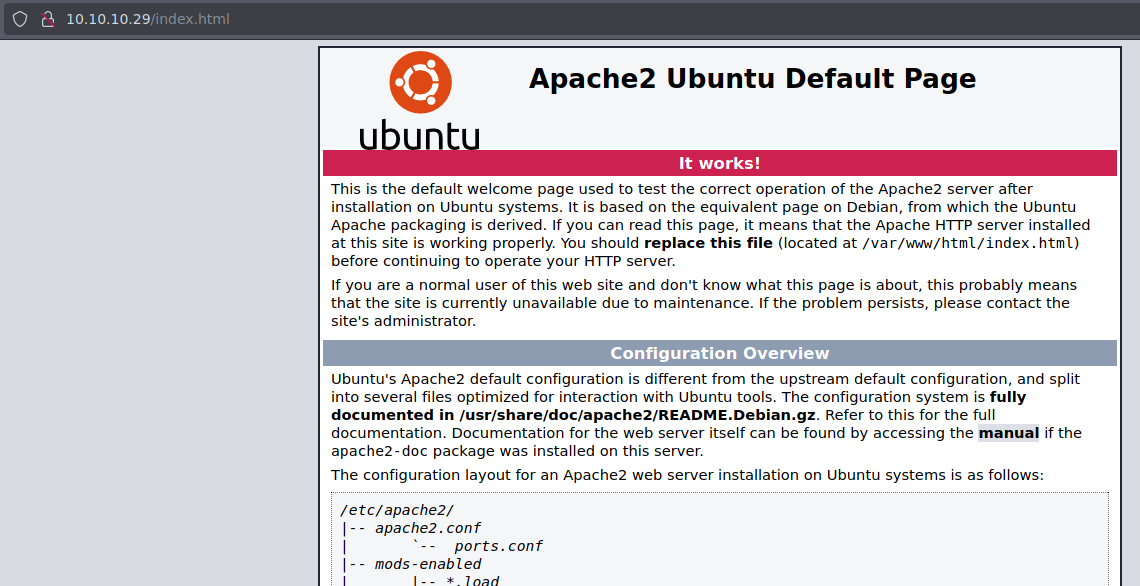 10.10.10.29/index.html
Apache2 Ubuntu Default Page
ubuntu
It works!
This is the default welcome page used to test the correct operation of the Apache2 server after
installation on Ubuntu systems. It is based on the equivalent page on Debian, from which the Ubuntu
Apache packaging is derived. If you can read this page, it means that the Apache HTTP server installed
at this site is working properly. You should replace this file (located at /var/www/html/index.html)
before continuing to operate your HTTP server.
If you are a normal user of this web site and don't know what this page is about, this probably means
that the site is currently unavailable due to maintenance. If the problem persists, please contact the
site's administrator.
Configuration Overview
Ubuntu's Apache2 default configuration is different from the upstream default configuration, and split
into several files optimized for interaction with Ubuntu tools. The configuration system is fully
documented in /usr/share/doc/apache2/README.Debian.gz. Refer to this for the full
documentation. Documentation for the web server itself can be found by accessing the manual if the
apache2-doc package was installed on this server.
The configuration layout for an Apache2 web server installation on Ubuntu systems is as follows:
/etc/apache2/
|-- apache2.conf
|       `--  ports.conf
|-- mods-enabled
|       |-- *.load